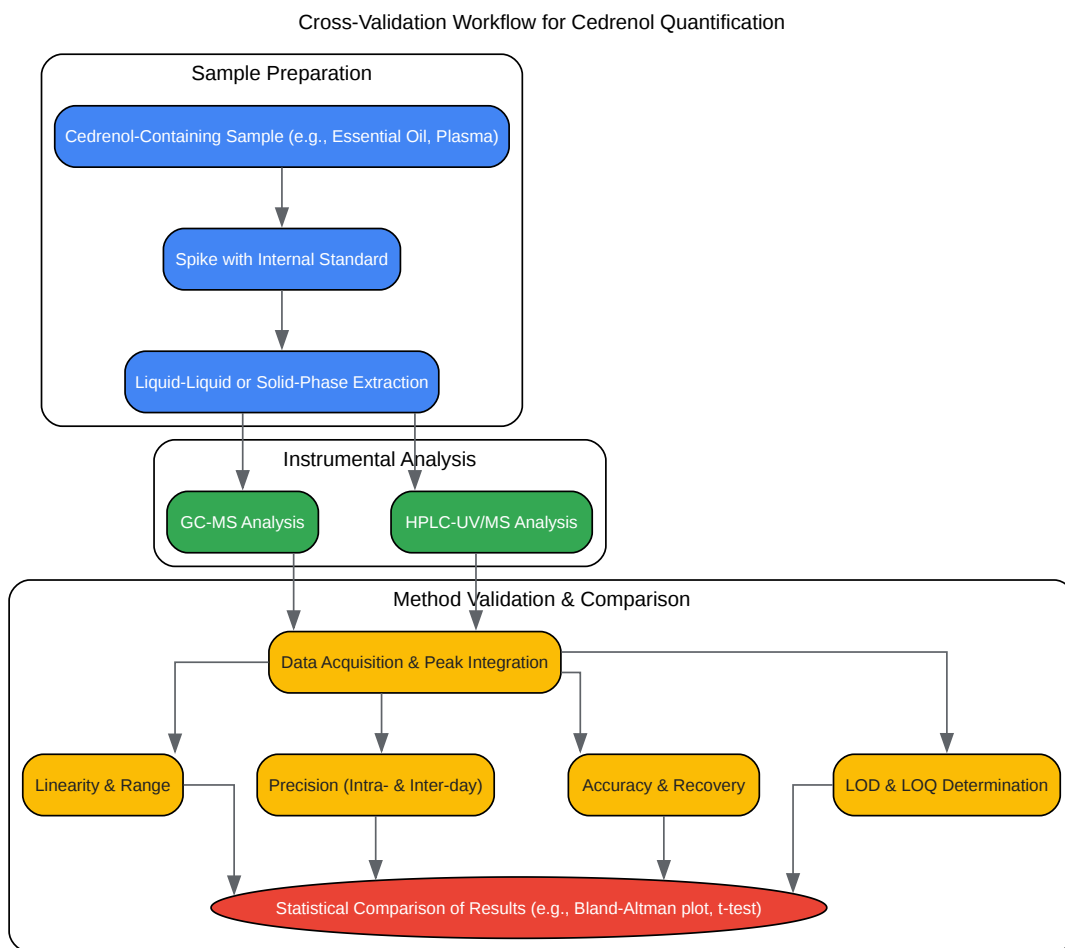 Cross-Validation Workflow for Cedrenol Quantification
Sample Preparation
Cedrenol-Containing Sample (e.g., Essential Oil, Plasma)
Spike with Internal Standard
Liquid-Liquid or Solid-Phase Extraction
Instrumental Analysis
GC-MS Analysis
HPLC-UV/MS Analysis
Method Validation & Comparison
Data Acquisition & Peak Integration
Linearity & Range
Precision (Intra- & Inter-day)
Accuracy & Recovery
LOD & LOQ Determination
Statistical Comparison of Results (e.g., Bland-Altman plot, t-test)